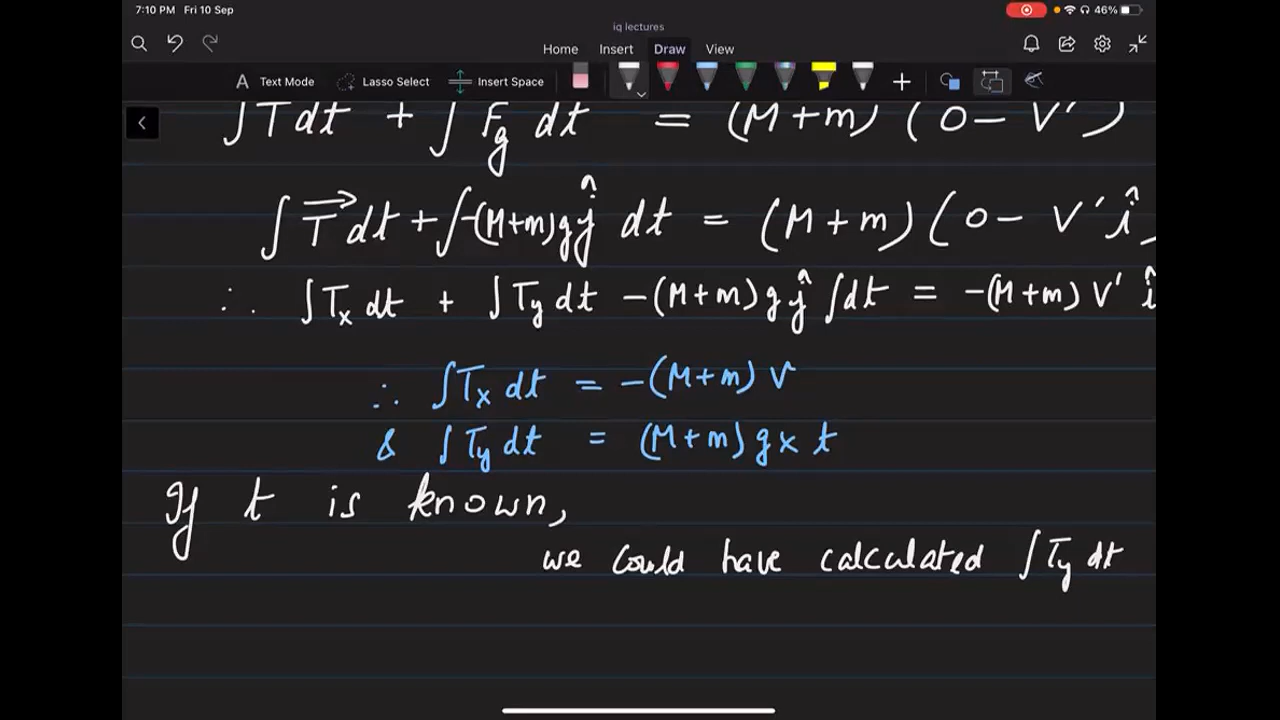 7:10 PM Fri 10 Sep
46%
iq lectures
Home Insert Draw View
Text Mode Lasso Select Insert Space
∫T dt + ∫ Fg dt = (M+m) (0 − V')
∫ T⃗ dt + ∫−(M+m)gĵ dt = (M+m) (0 − V' î)
∴ ∫Tx dt + ∫Ty dt − (M+m)g ĵ ∫dt = −(M+m) V' î
∴ ∫Tx dt = −(M+m) V
& ∫Ty dt = (M+m) g x t
If t is known,
we could have calculated ∫Ty dt